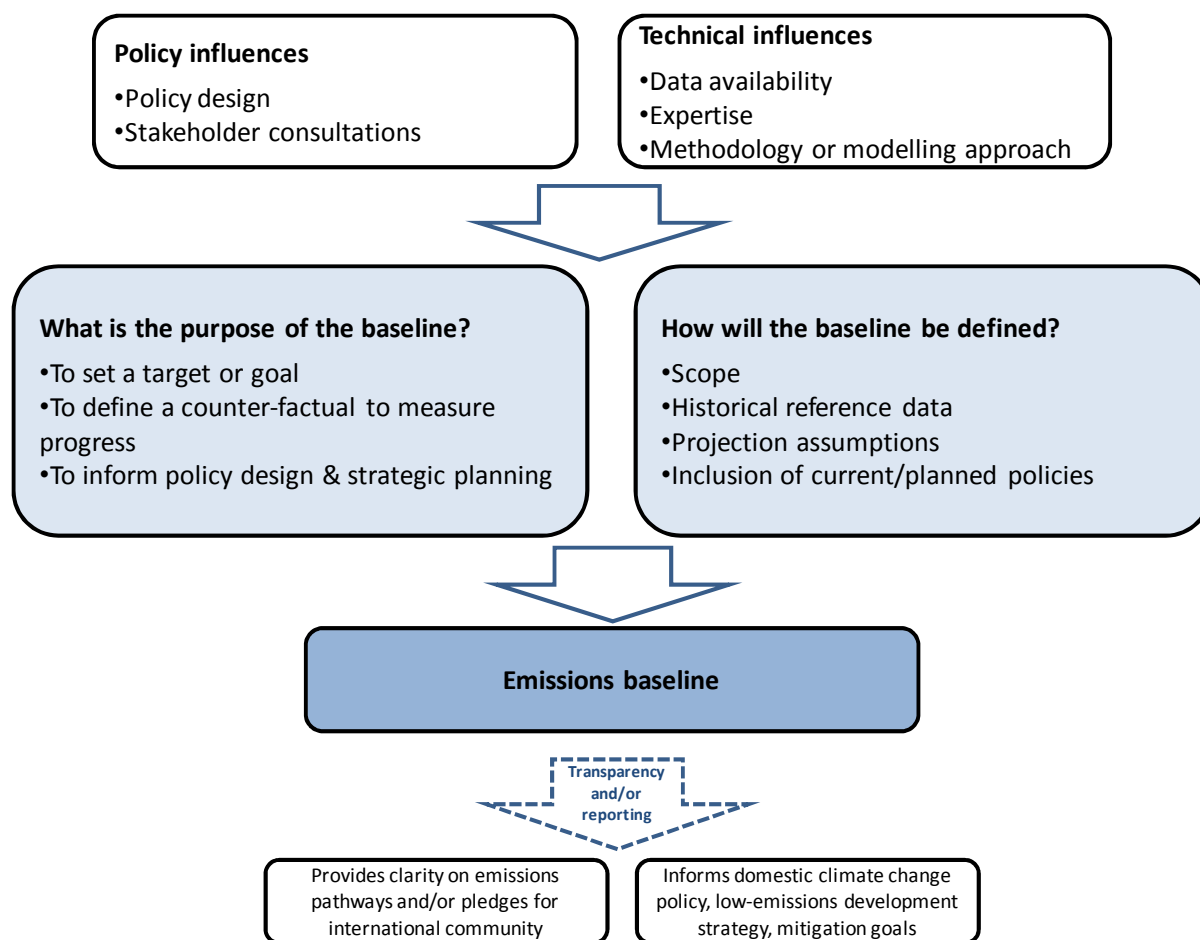 Policy influences
•Policy design
•Stakeholder consultations
Technical influences
•Data availability
•Expertise
•Methodology or modelling approach
What is the purpose of the baseline?
•To set a target or goal
•To define a counter-factual to measure
progress
•To inform policy design & strategic planning
How will the baseline be defined?
•Scope
•Historical reference data
•Projection assumptions
•Inclusion of current/planned policies
Emissions baseline
Transparency
and/or
reporting
Provides clarity on emissions
pathways and/or pledges for
international community
Informs domestic climate change
policy, low-emissions development
strategy, mitigation goals